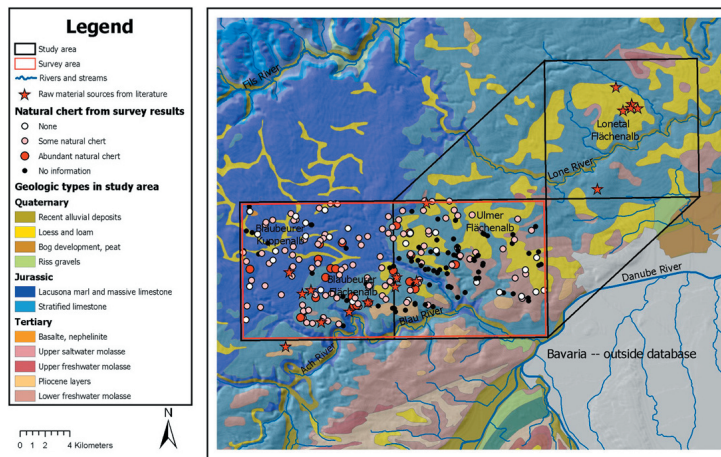 Legend
Study area
Survey area
Rivers and streams
Raw material sources from literature
Natural chert from survey results
None
Some natural chert
Abundant natural chert
No information
Geologic types in study area
Quaternary
Recent alluvial deposits
Loess and loam
Bog development, peat
Riss gravels
Jurassic
Lacusona marl and massive limestone
Stratified limestone
Tertiary
Basalte, nephelinite
Upper saltwater molasse
Upper freshwater molasse
Pliocene layers
Lower freshwater molasse
0 1 2 4
Kilometers
N
Fils River
Lonetal
Flächenalb
Lone River
Blaubeurer
Kuppenalb
Ulmer
Flächenalb
Blaubeurer
Flächenalb
Danube River
Blau River
Ach River
Bavaria -- outside database